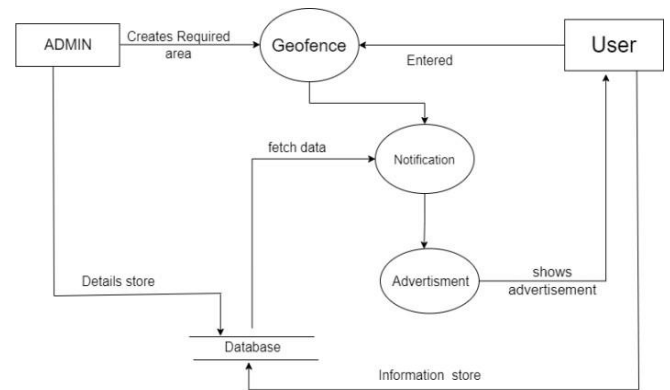 ADMIN
Creates Required
area
Geofence
Entered
User
fetch data
Notification
Advertisment
shows
advertisement
Details store
Database
Information store